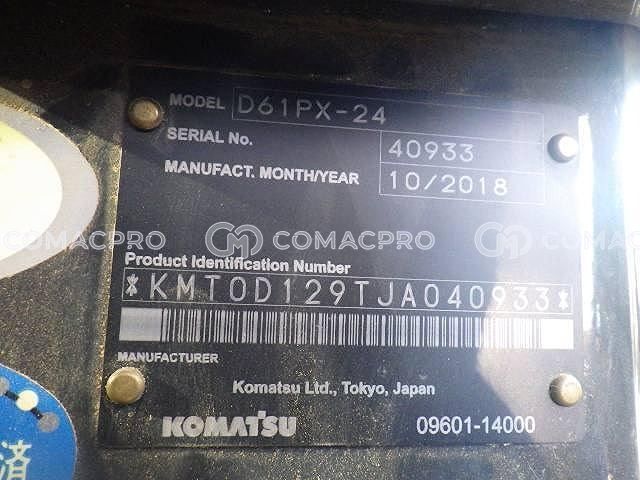 MODEL D61PX-24
SERIAL No. 40933
MANUFACT. MONTH/YEAR 10/2018
COMACPRO COMACPRO COMACPRO
Product Identification Number
*KMT0D129TJA040933*
MANUFACTURER
Komatsu Ltd., Tokyo, Japan
KOMATSU 09601-14000
済